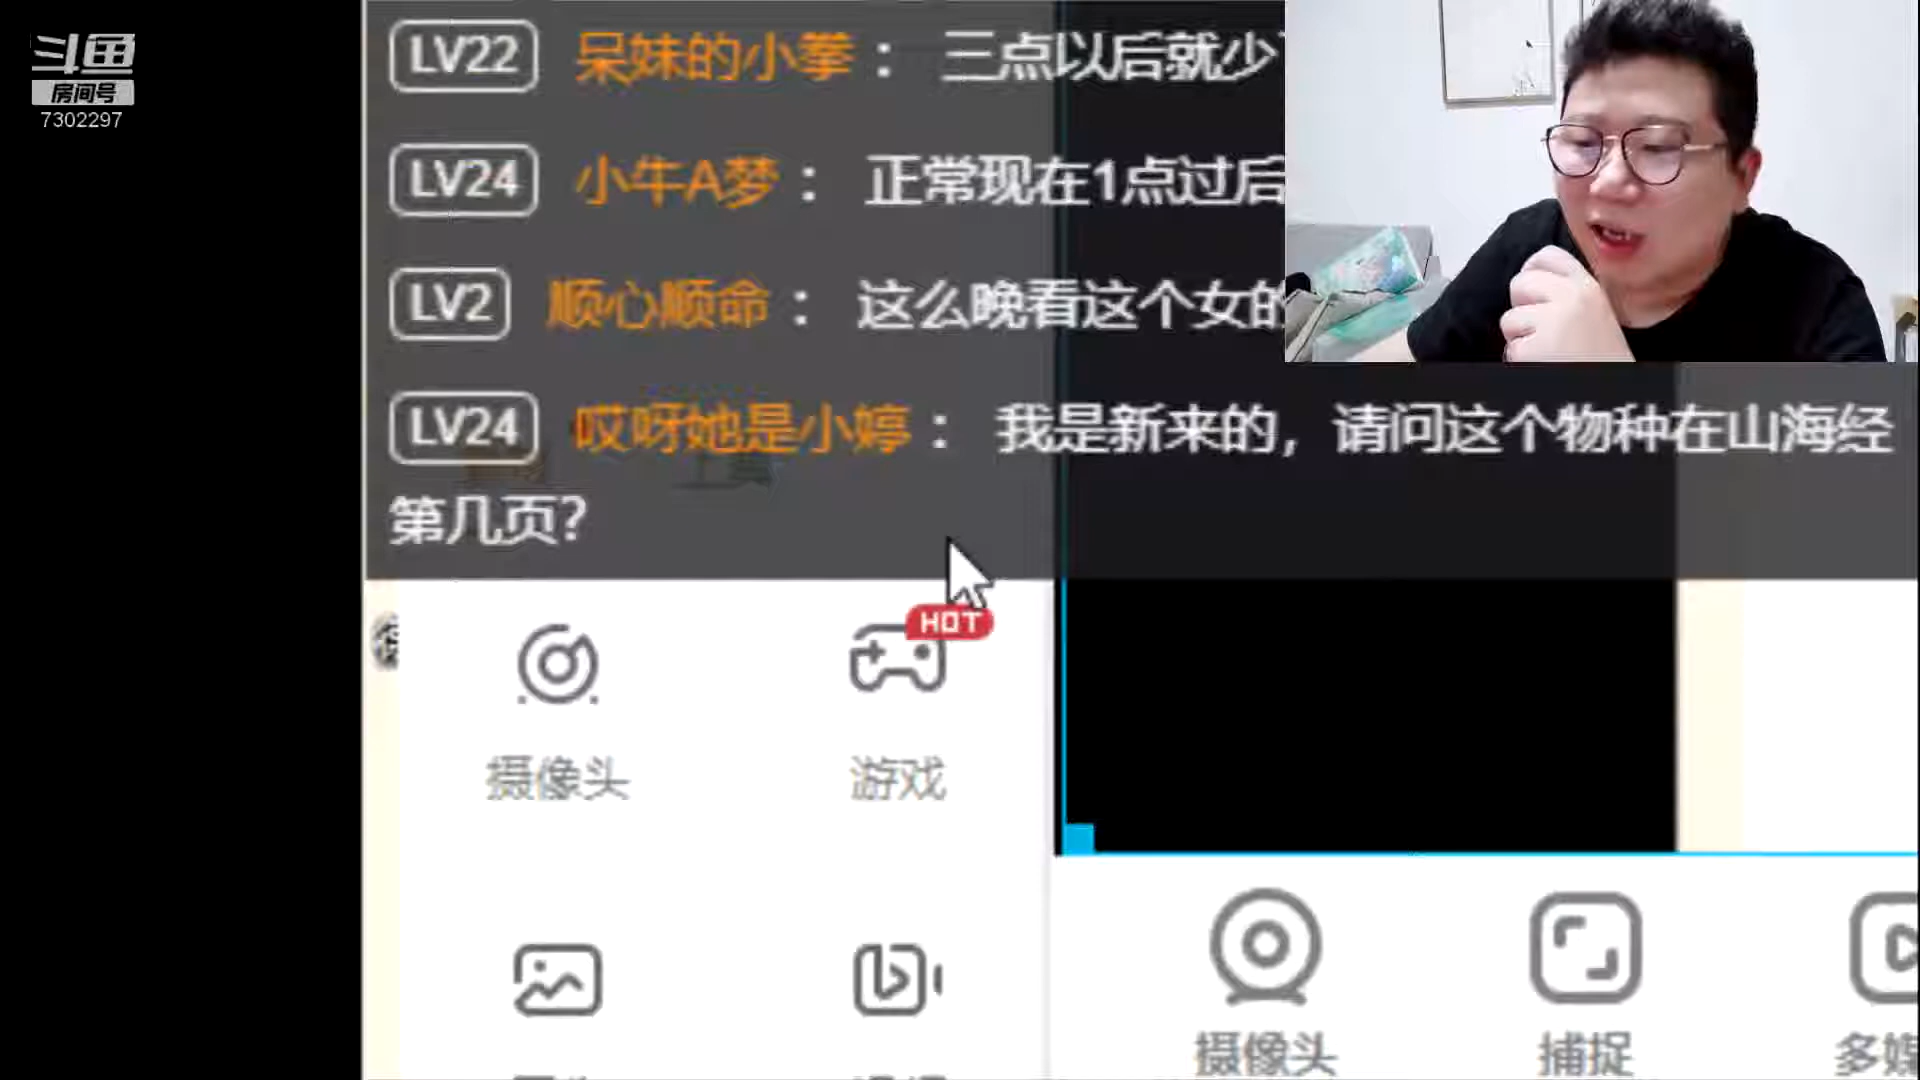 斗鱼
房间号
7302297
LV22 呆妹的小拳： 三点以后就少
LV24 小牛A梦： 正常现在1点过后
LV2 顺心顺命： 这么晚看这个女的
LV24 哎呀她是小婷： 我是新来的，请问这个物种在山海经
第几页？
HOT
摄像头 游戏
摄像头 捕捉 多媒